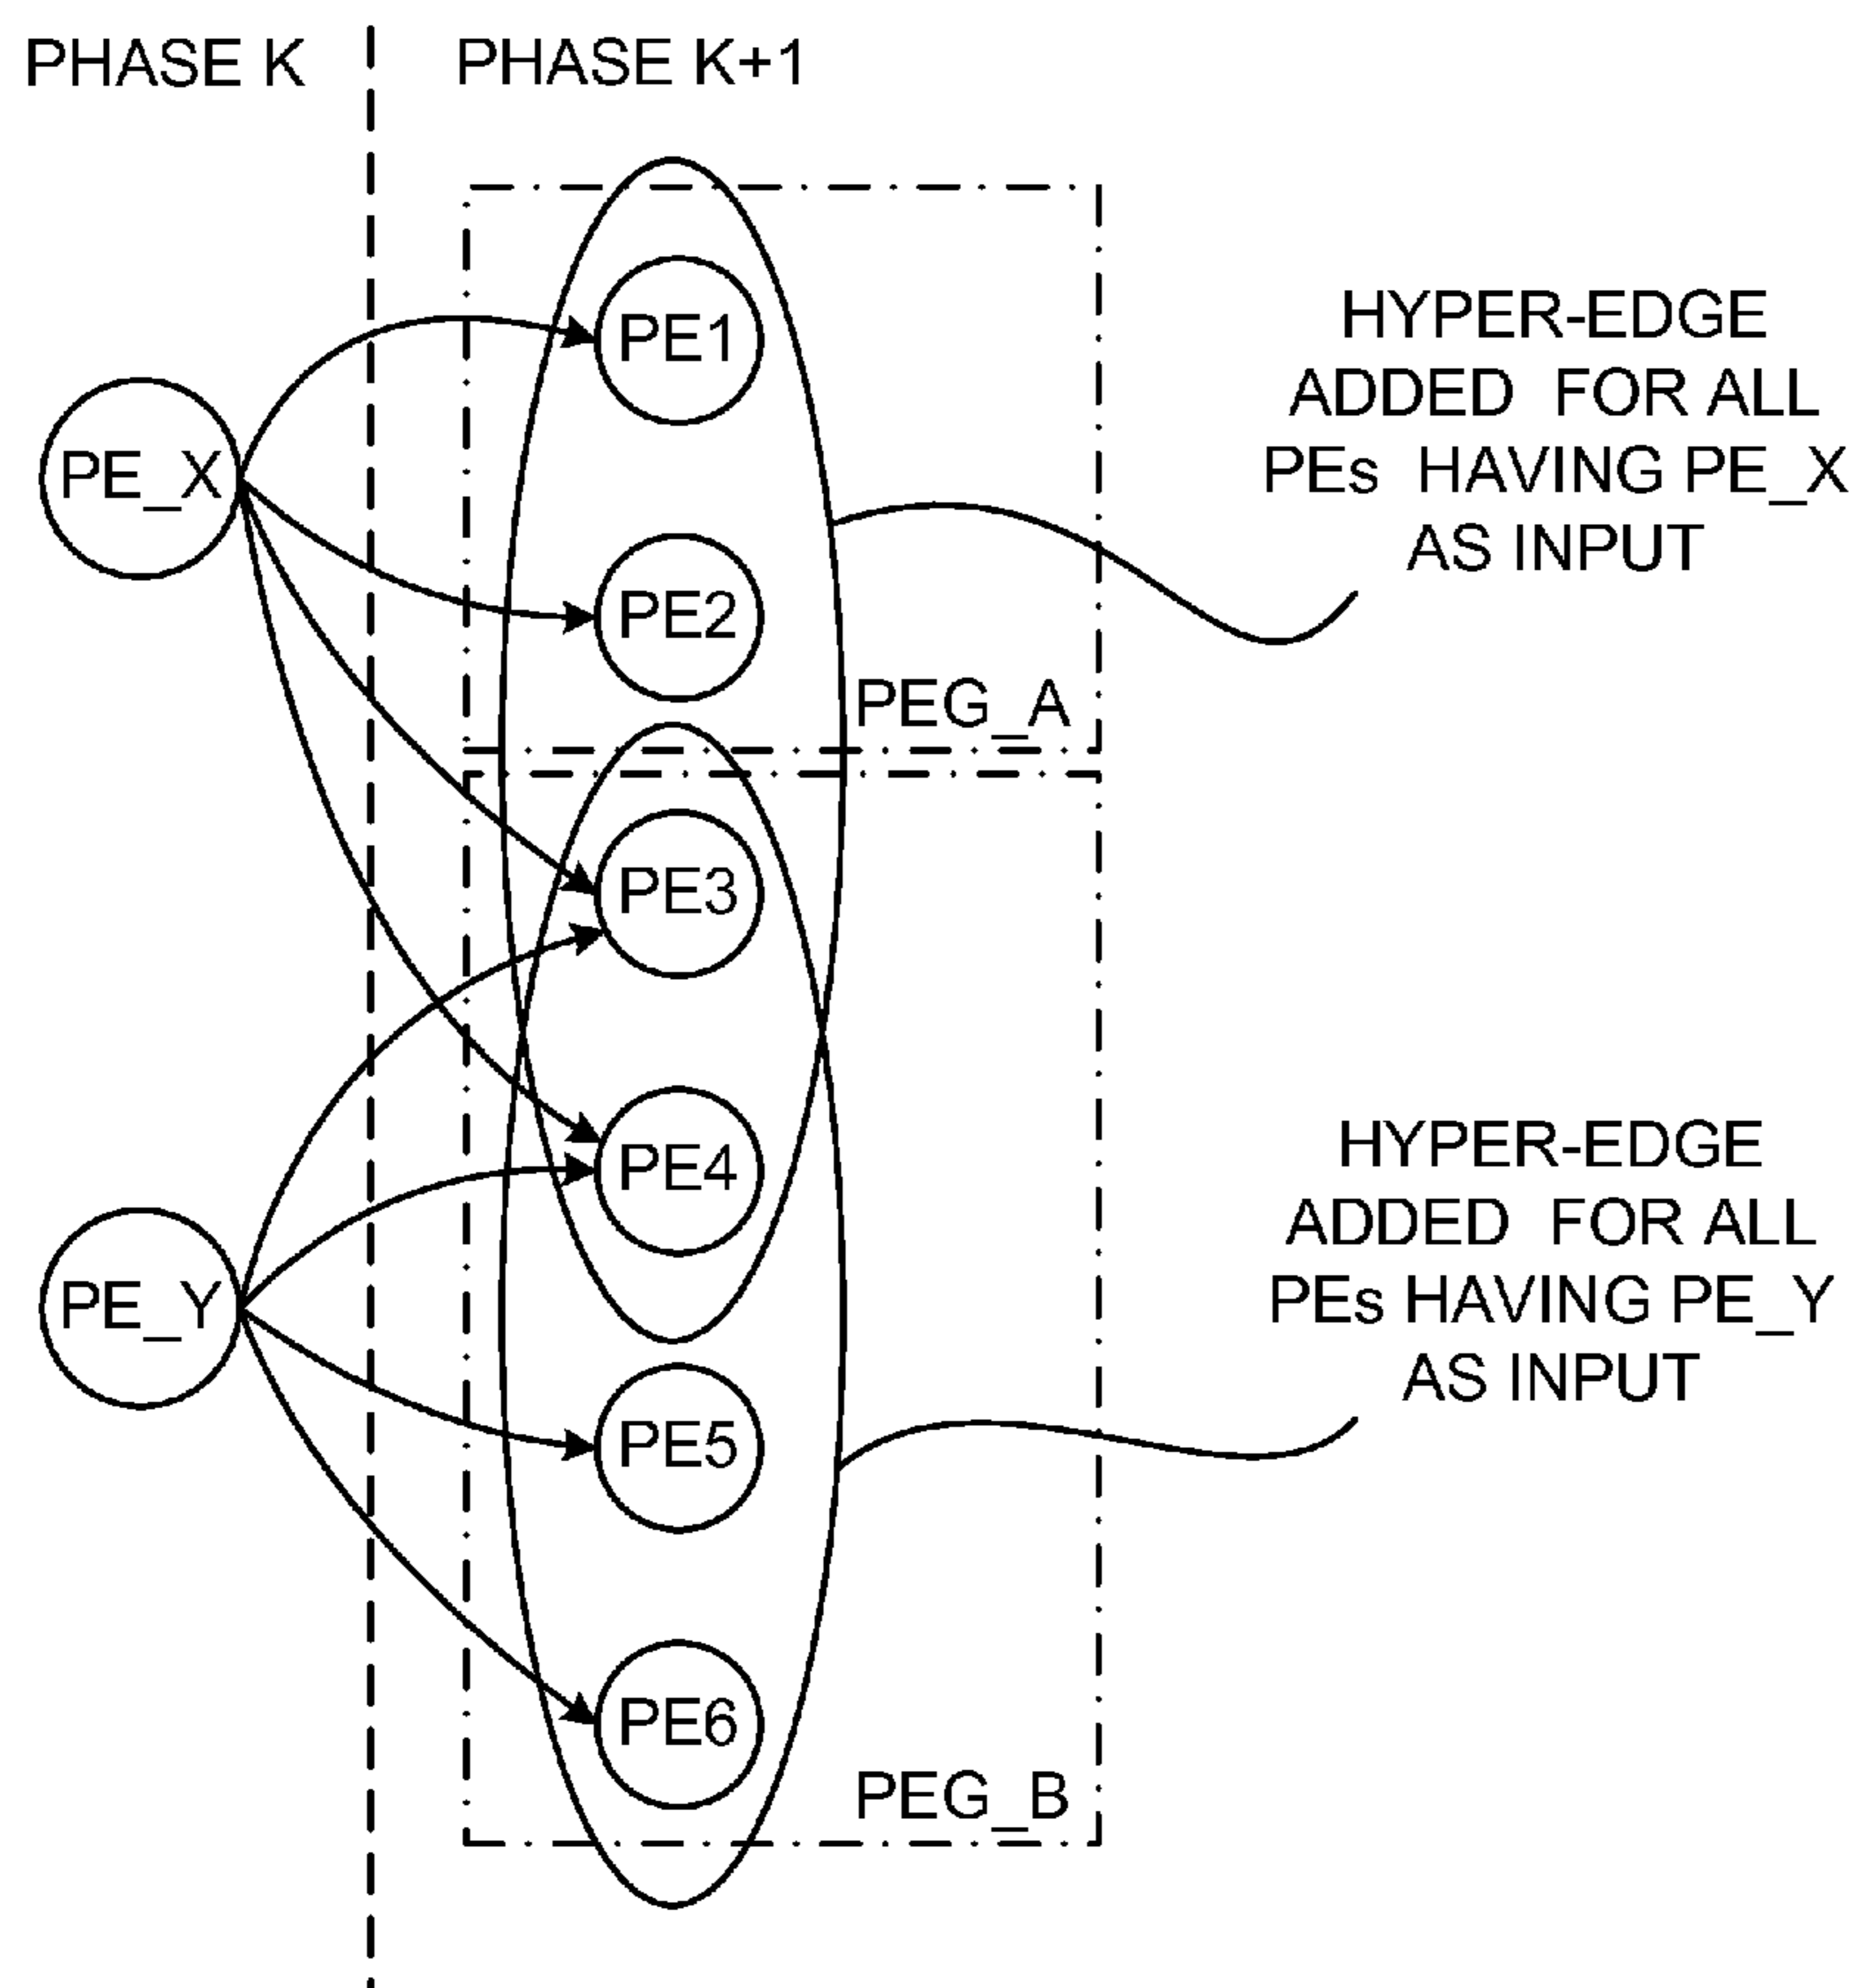 PHASE K
PHASE K+1
PE1
HYPER-EDGE
ADDED FOR ALL
PEs HAVING PE_X
AS INPUT
PE_X
PE2
PEG_A
PE3
PE4
HYPER-EDGE
ADDED FOR ALL
PEs HAVING PE_Y
AS INPUT
PE_Y
PE5
PE6
PEG_B